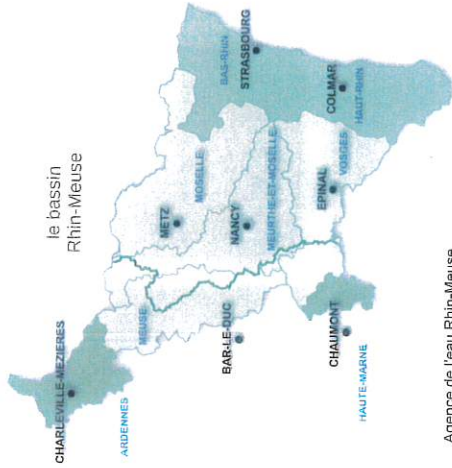 le bassin
Rhin-Meuse
CHARLEVILLE-MEZIERES
ARDENNES
MEUSE
METZ
MOSELLE
BAS-RHIN
STRASBOURG
BAR-LE-DUC
NANCY
MEURTHE-ET-MOSELLE
EPINAL
VOSGES
COLMAR
HAUT-RHIN
CHAUMONT
HAUTE-MARNE
Agence de l'eau Rhin-Meuse